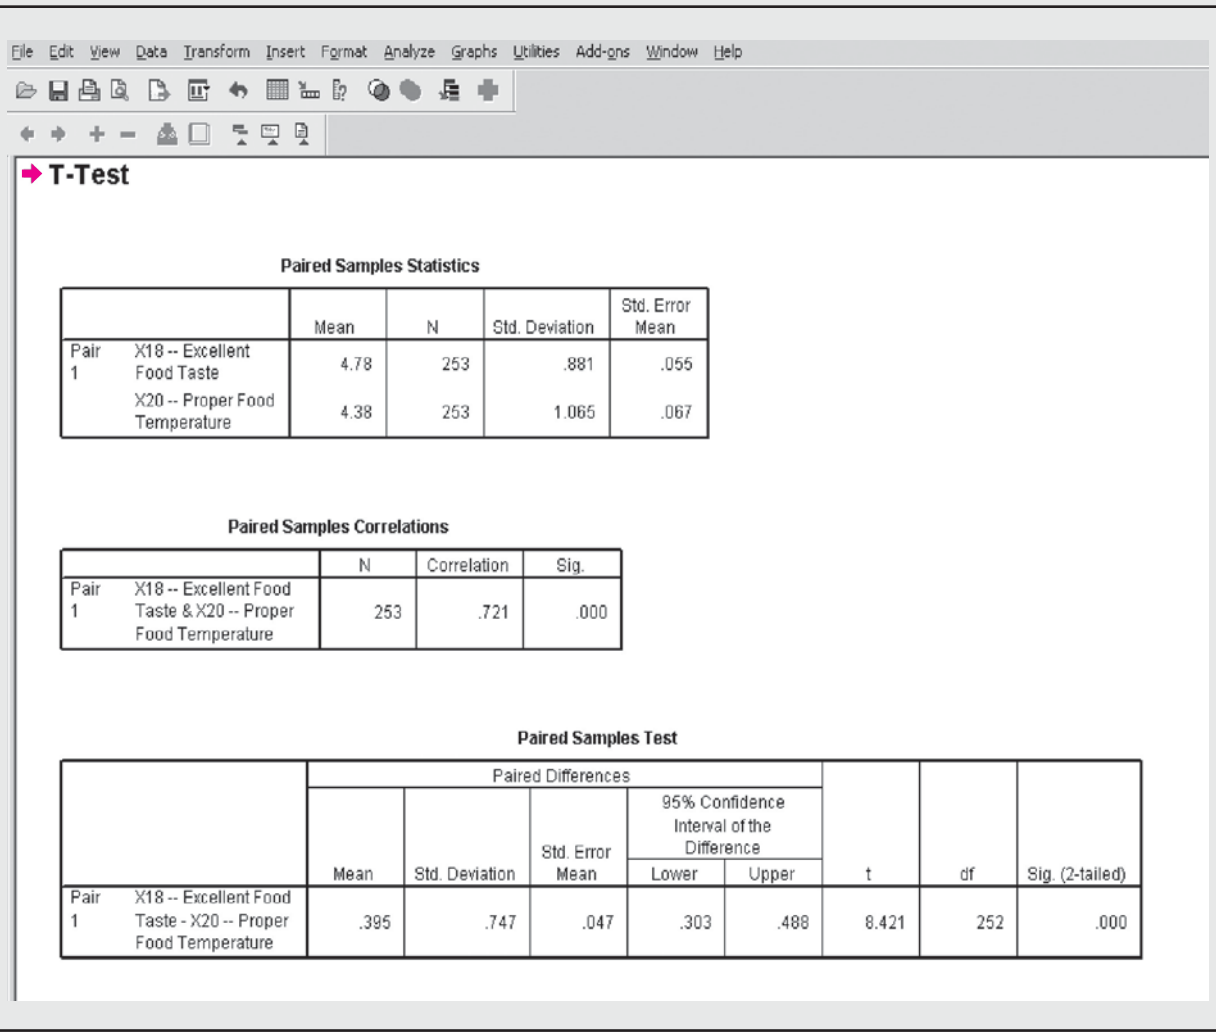 File Edit View Data Transform Insert Format Analyze Graphs Utilities Add-ons Window Help
T-Test
Paired Samples Statistics
Mean N Std. Deviation Std. Error Mean
Pair 1 X18 -- Excellent Food Taste 4.78 253 .881 .055
X20 -- Proper Food Temperature 4.38 253 1.065 .067
Paired Samples Correlations
N Correlation Sig.
Pair 1 X18 -- Excellent Food Taste & X20 -- Proper Food Temperature 253 .721 .000
Paired Samples Test
Paired Differences
95% Confidence Interval of the Difference
Mean Std. Deviation Std. Error Mean Lower Upper t df Sig. (2-tailed)
Pair 1 X18 -- Excellent Food Taste - X20 -- Proper Food Temperature .395 .747 .047 .303 .488 8.421 252 .000